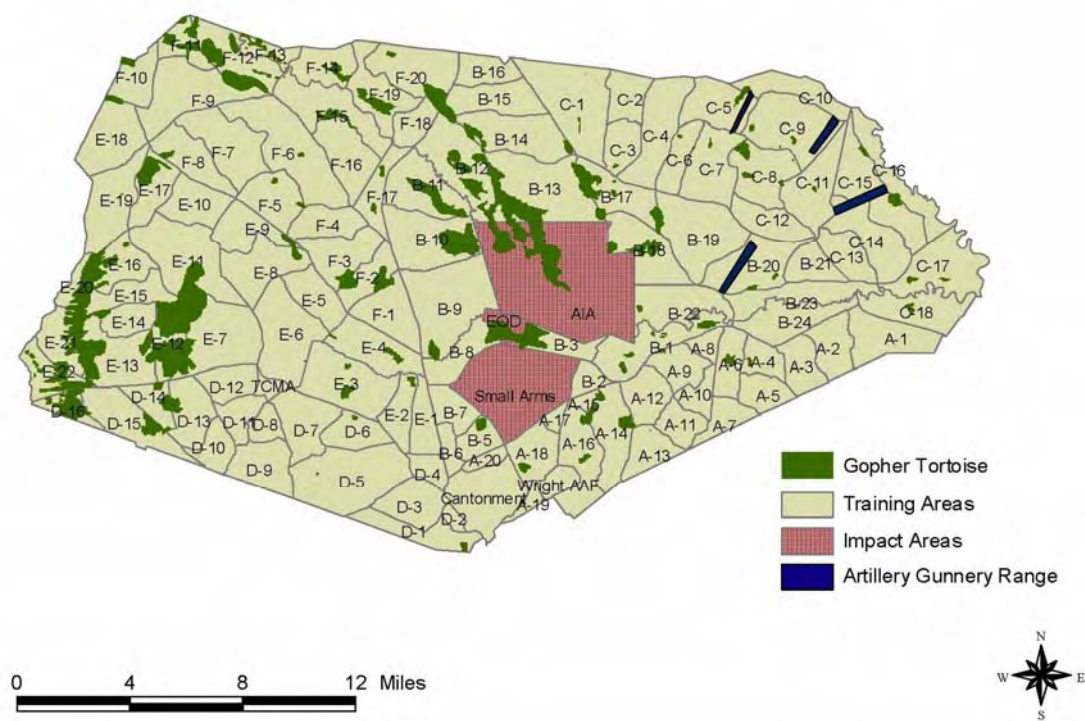 F-11
F-12
F-13
F-14
F-10
F-20
B-16
F-9
F-19
B-15
C-1
C-2
C-5
C-10
F-15
F-18
E-18
B-14
C-3
C-4
C-9
F-7
F-8
F-6
F-16
C-6
C-7
B-12
B-11
B-13
B-17
C-8
C-11
C-15
C-16
E-17
E-19
E-10
F-5
F-17
F-4
E-9
B-10
C-12
B-18
B-19
C-14
C-13
E-16
E-11
F-3
F-2
E-8
B-20
B-21
C-17
E-20
E-15
E-14
E-5
F-1
B-9
AIA
EOD
B-22
B-23
B-24
C-18
E-21
E-12
E-7
E-6
E-4
B-8
B-3
B-1
A-8
A-6
A-4
A-2
A-1
E-22
E-13
A-9
A-3
D-14
D-12
TCMA
E-3
Small Arms
B-2
A-12
A-10
A-5
D-16
D-15
D-13
D-11
D-8
D-7
D-6
E-2
E-1
B-7
A-15
A-17
A-14
A-11
A-7
D-10
B-5
A-16
D-9
B-6
A-20
A-18
A-13
D-5
D-4
Cantonment
Wright AAF
D-3
A-19
D-2
D-1
Gopher Tortoise
Training Areas
Impact Areas
Artillery Gunnery Range
0 4 8 12 Miles
N
W E
S